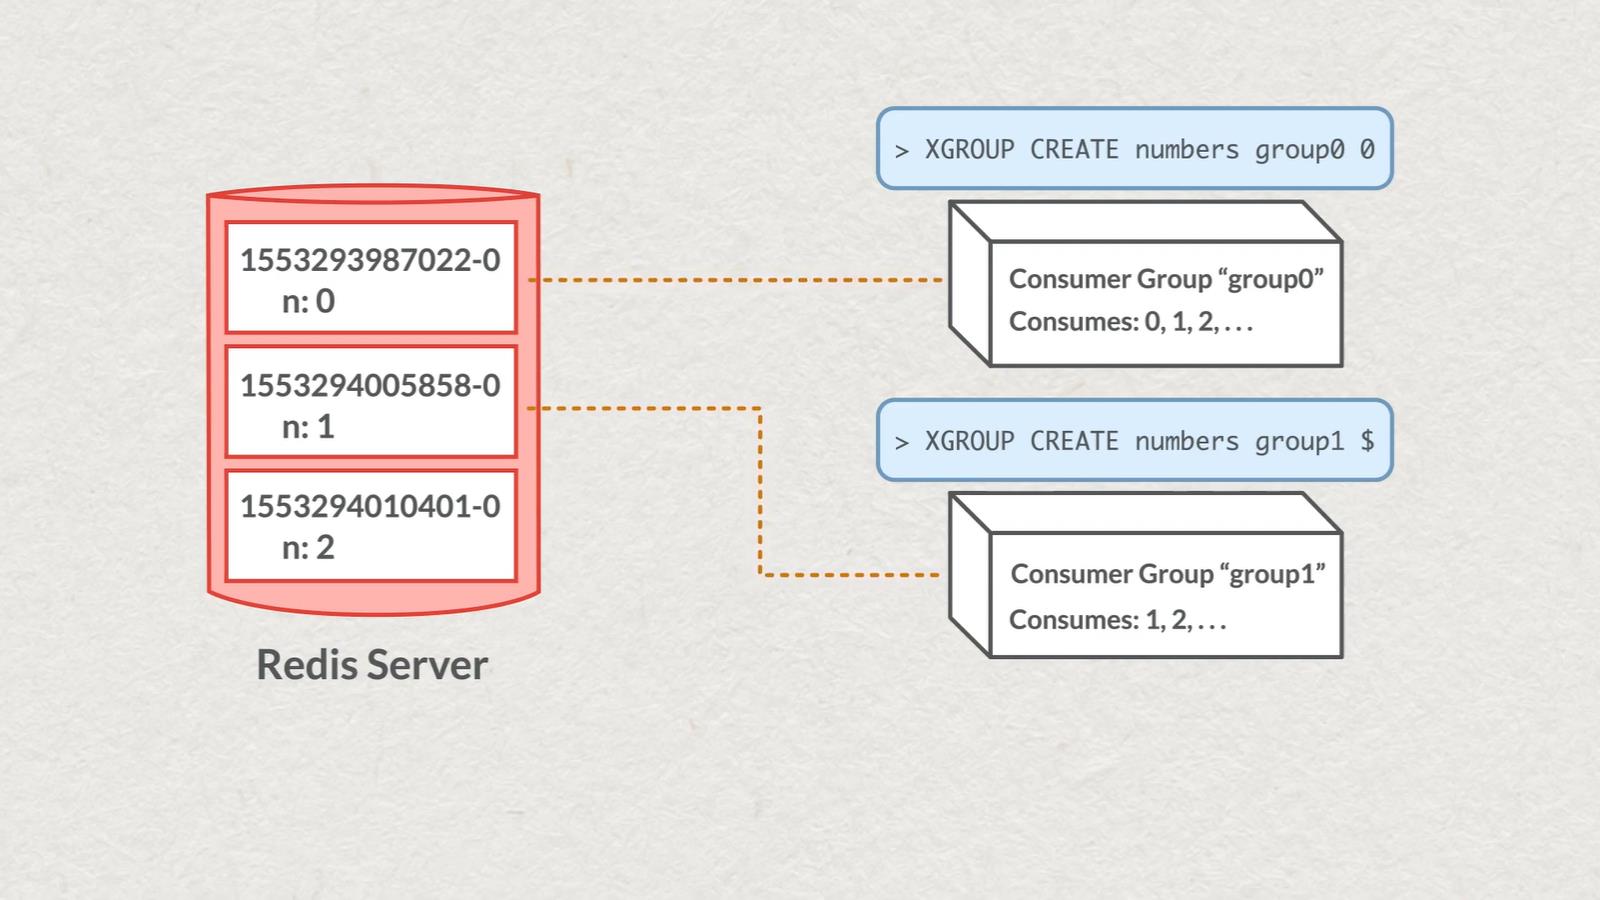 1553293987022-0
n: 0
1553294005858-0
n: 1
1553294010401-0
n: 2
Redis Server
> XGROUP CREATE numbers group0 0
Consumer Group “group0”
Consumes: 0, 1, 2, . . .
> XGROUP CREATE numbers group1 $
Consumer Group “group1”
Consumes: 1, 2, . . .